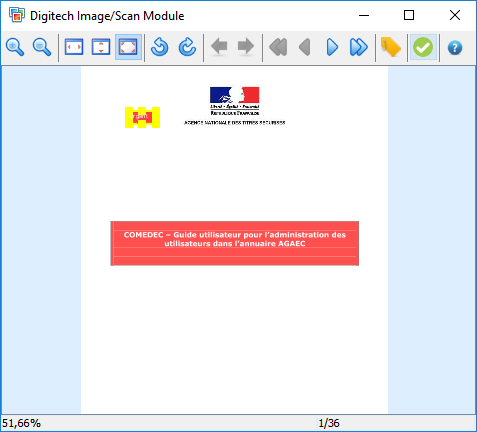 Digitech Image/Scan Module
Liberté • Égalité • Fraternité
RÉPUBLIQUE FRANÇAISE
AGENCE NATIONALE DES TITRES SECURISES
COMEDEC – Guide utilisateur pour l'administration des
utilisateurs dans l'annuaire AGAEC
51,66%
1/36